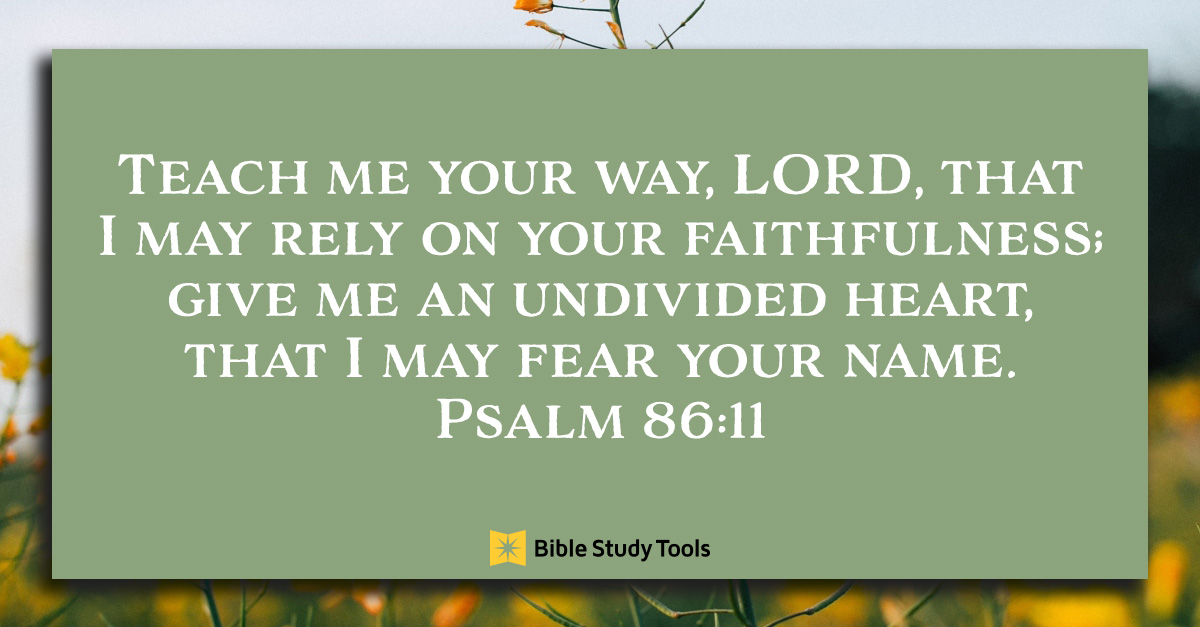 Teach me your way, LORD, that
I may rely on your faithfulness;
give me an undivided heart,
that I may fear your name.
Psalm 86:11
Bible Study Tools